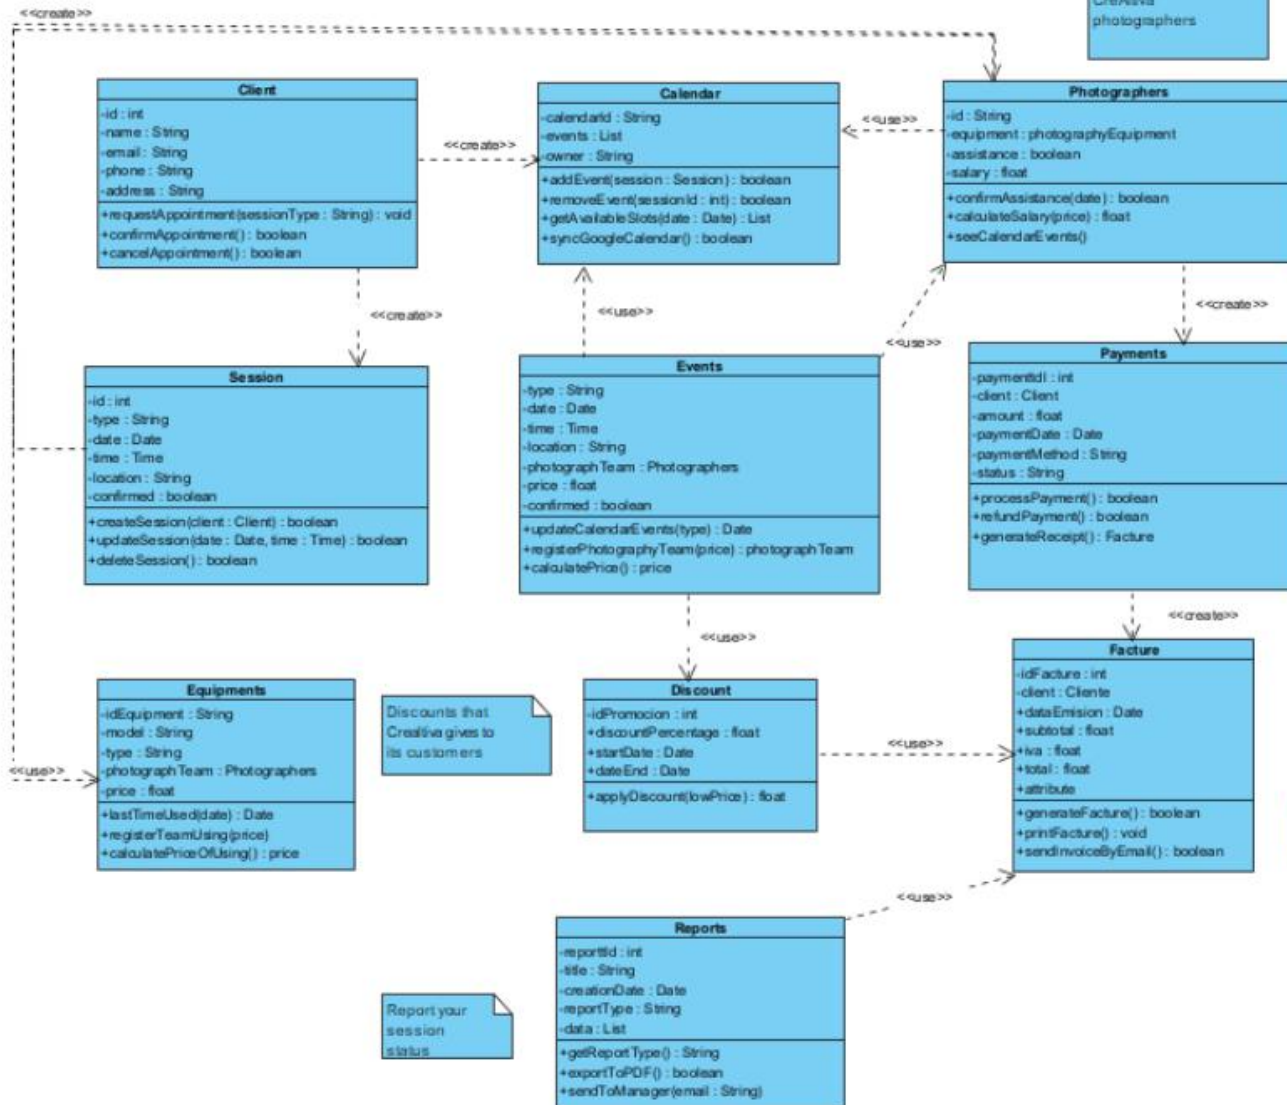 <<create>>
photographers
Client
-id : int
-name : String
-email : String
-phone : String
-address : String
+requestAppointment(sessionType : String) : void
+confirmAppointment() : boolean
+cancelAppointment() : boolean
<<create>>
Calendar
-calendarId : String
-events : List
-owner : String
+addEvent(session : Session) : boolean
+removeEvent(sessionId : int) : boolean
+getAvailableSlots(date : Date) : List
+syncGoogleCalendar() : boolean
<<use>>
Photographers
-id : String
-equipment : photographyEquipment
-assistance : boolean
-salary : float
+confirmAssistance(date) : boolean
+calculateSalary(price) : float
+seeCalendarEvents()
<<create>>
<<use>>
<<use>>
<<create>>
Session
-id : int
-type : String
-date : Date
-time : Time
-location : String
-confirmed : boolean
+createSession(client : Client) : boolean
+updateSession(date : Date, time : Time) : boolean
+deleteSession() : boolean
Events
-type : String
-date : Date
-time : Time
-location : String
-photographTeam : Photographers
-price : float
-confirmed : boolean
+updateCalendarEvents(type) : Date
+registerPhotographyTeam(price) : photographTeam
+calculatePrice() : price
Payments
-paymentIdl : int
-client : Client
-amount : float
-paymentDate : Date
-paymentMethod : String
-status : String
+processPayment() : boolean
+refundPayment() : boolean
+generateReceipt() : Facture
<<use>>
<<create>>
<<use>>
Equipments
-idEquipment : String
-model : String
-type : String
-photographTeam : Photographers
-price : float
+lastTimeUsed(date) : Date
+registerTeamUsing(price)
+calculatePriceOfUsing() : price
Discounts that
Crealtiva gives to
its customers
Discount
-idPromocion : int
+discountPercentage : float
+startDate : Date
+dateEnd : Date
+applyDiscount(lowPrice) : float
<<use>>
Facture
-idFacture : int
-client : Cliente
+dataEmision : Date
+subtotal : float
+iva : float
+total : float
+attribute
+generateFacture() : boolean
+printFacture() : void
+sendInvoiceByEmail() : boolean
<<use>>
Report your
session
status
Reports
-reporttId : int
-title : String
-creationDate : Date
-reportType : String
-data : List
+getReportType() : String
+exportToPDF() : boolean
+sendToManager(email : String)